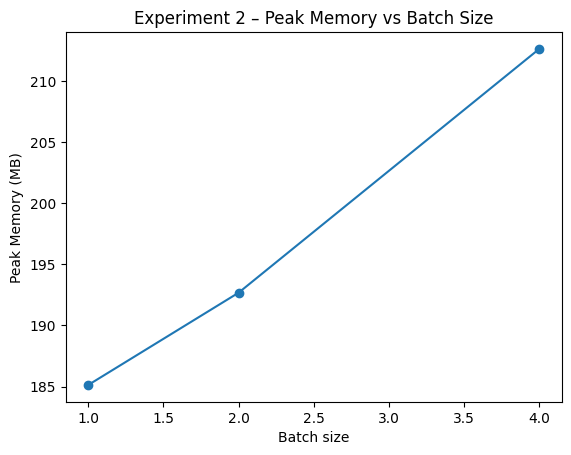 Experiment 2 – Peak Memory vs Batch Size
Peak Memory (MB)
210
205
200
195
190
185
1.0 1.5 2.0 2.5 3.0 3.5 4.0
Batch size